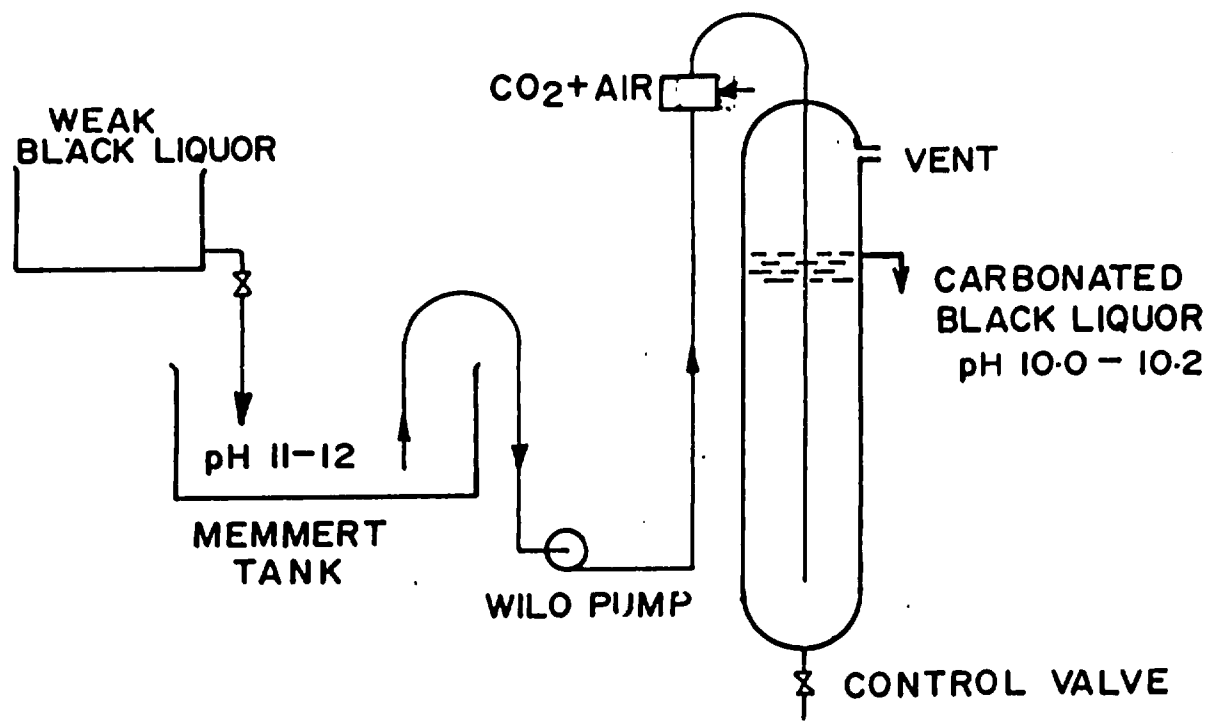 WEAK
BLACK LIQUOR
CO2+ AIR
VENT
CARBONATED
BLACK LIQUOR
pH 10·0 – 10·2
pH 11–12
MEMMERT
TANK
WILO PUMP
CONTROL VALVE